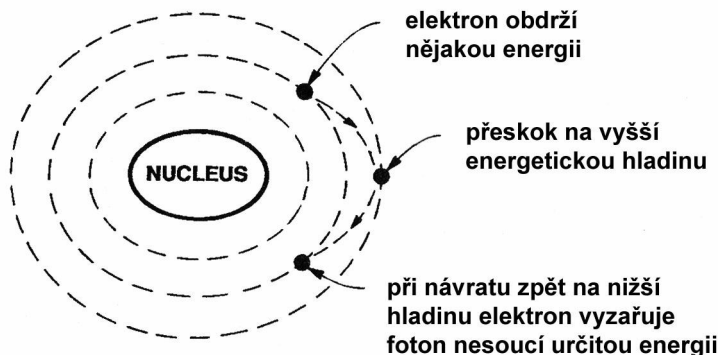 elektron obdrží
nějakou energii
přeskok na vyšší
energetickou hladinu
NUCLEUS
při návratu zpět na nižší
hladinu elektron vyzařuje
foton nesoucí určitou energii